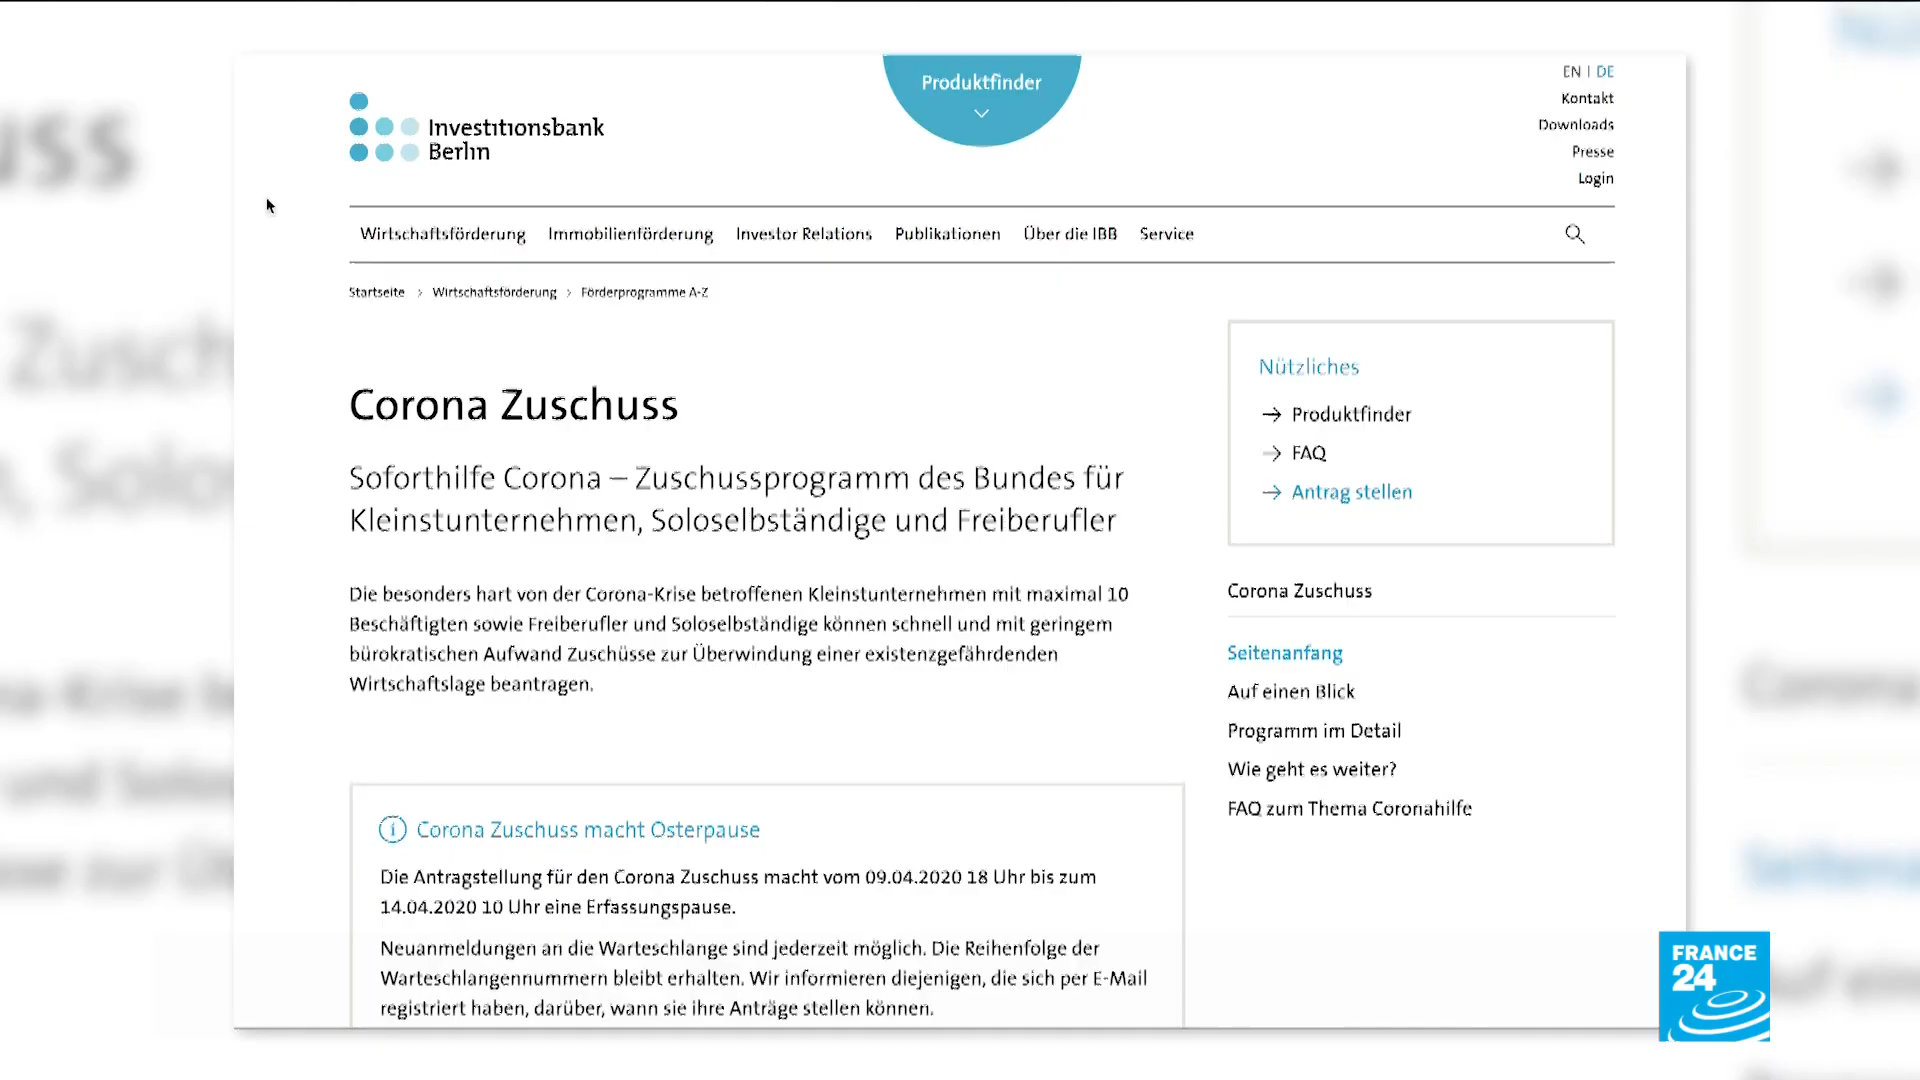 Produktfinder
EN | DE
Kontakt
Downloads
Presse
Login
Investitionsbank
Berlin
Wirtschaftsförderung Immobilienförderung Investor Relations Publikationen Über die IBB Service
Startseite > Wirtschaftsförderung > Förderprogramme A-Z
Corona Zuschuss
Soforthilfe Corona – Zuschussprogramm des Bundes für
Kleinstunternehmen, Soloselbständige und Freiberufler
Die besonders hart von der Corona-Krise betroffenen Kleinstunternehmen mit maximal 10
Beschäftigten sowie Freiberufler und Soloselbständige können schnell und mit geringem
bürokratischen Aufwand Zuschüsse zur Überwindung einer existenzgefährdenden
Wirtschaftslage beantragen.
Corona Zuschuss macht Osterpause
Die Antragstellung für den Corona Zuschuss macht vom 09.04.2020 18 Uhr bis zum
14.04.2020 10 Uhr eine Erfassungspause.
Neuanmeldungen an die Warteschlange sind jederzeit möglich. Die Reihenfolge der
Warteschlangennummern bleibt erhalten. Wir informieren diejenigen, die sich per E-Mail
registriert haben, darüber, wann sie ihre Anträge stellen können.
Nützliches
→ Produktfinder
→ FAQ
→ Antrag stellen
Corona Zuschuss
Seitenanfang
Auf einen Blick
Programm im Detail
Wie geht es weiter?
FAQ zum Thema Coronahilfe
FRANCE
24